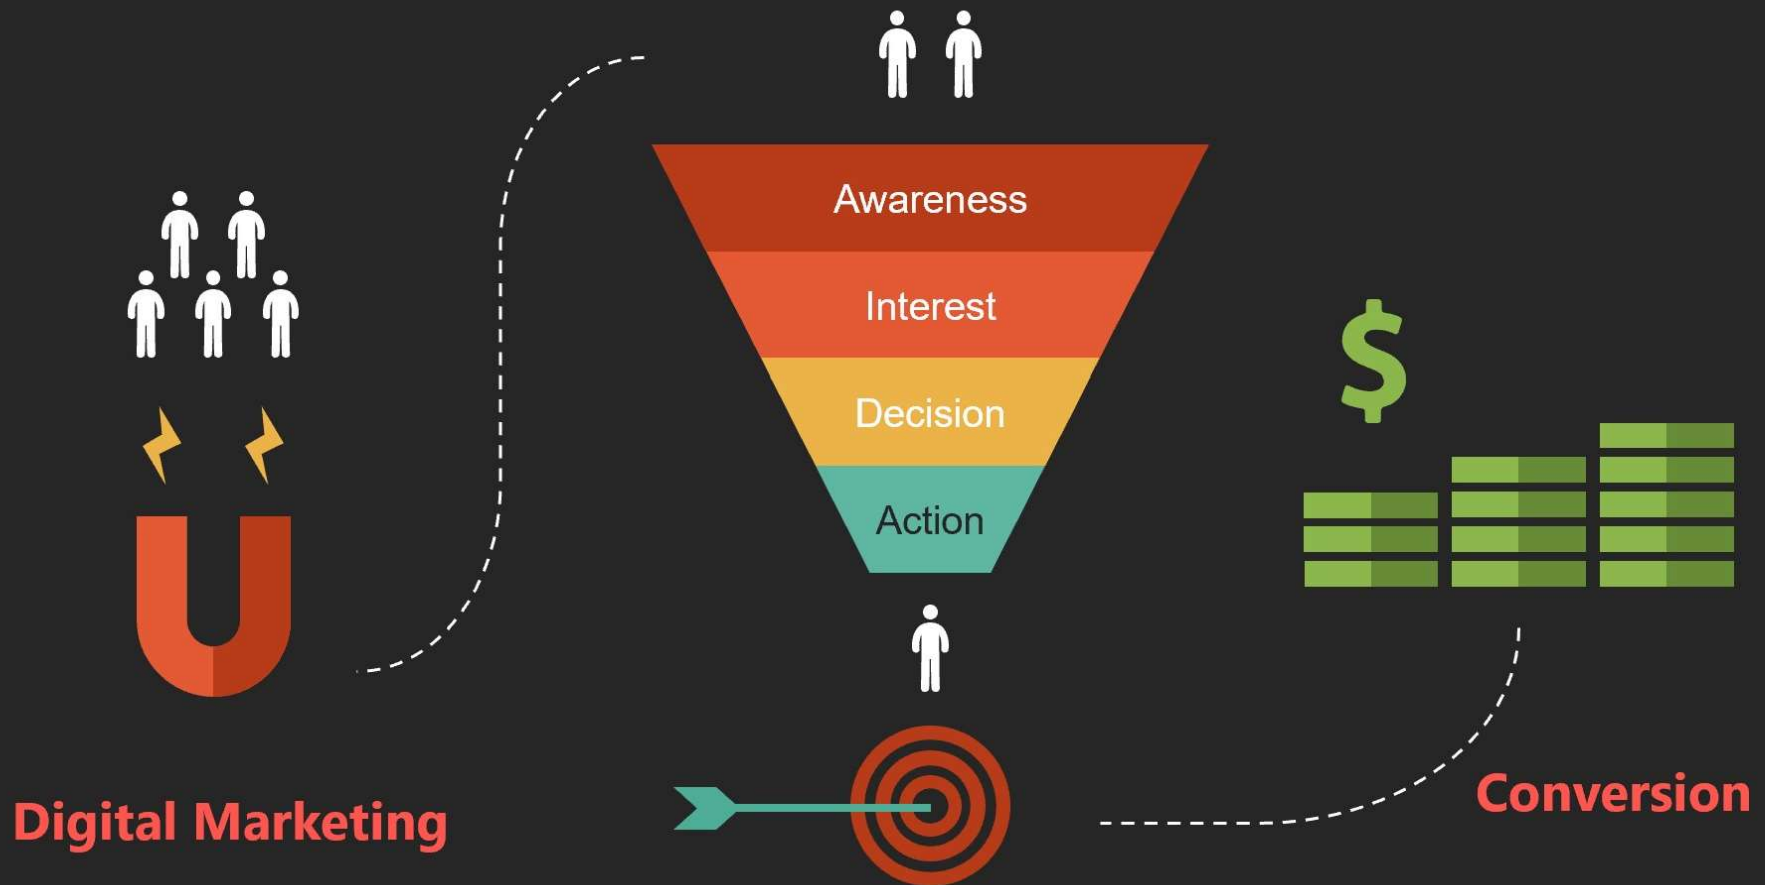 Awareness
Interest
Decision
Action
$
Digital Marketing
Conversion